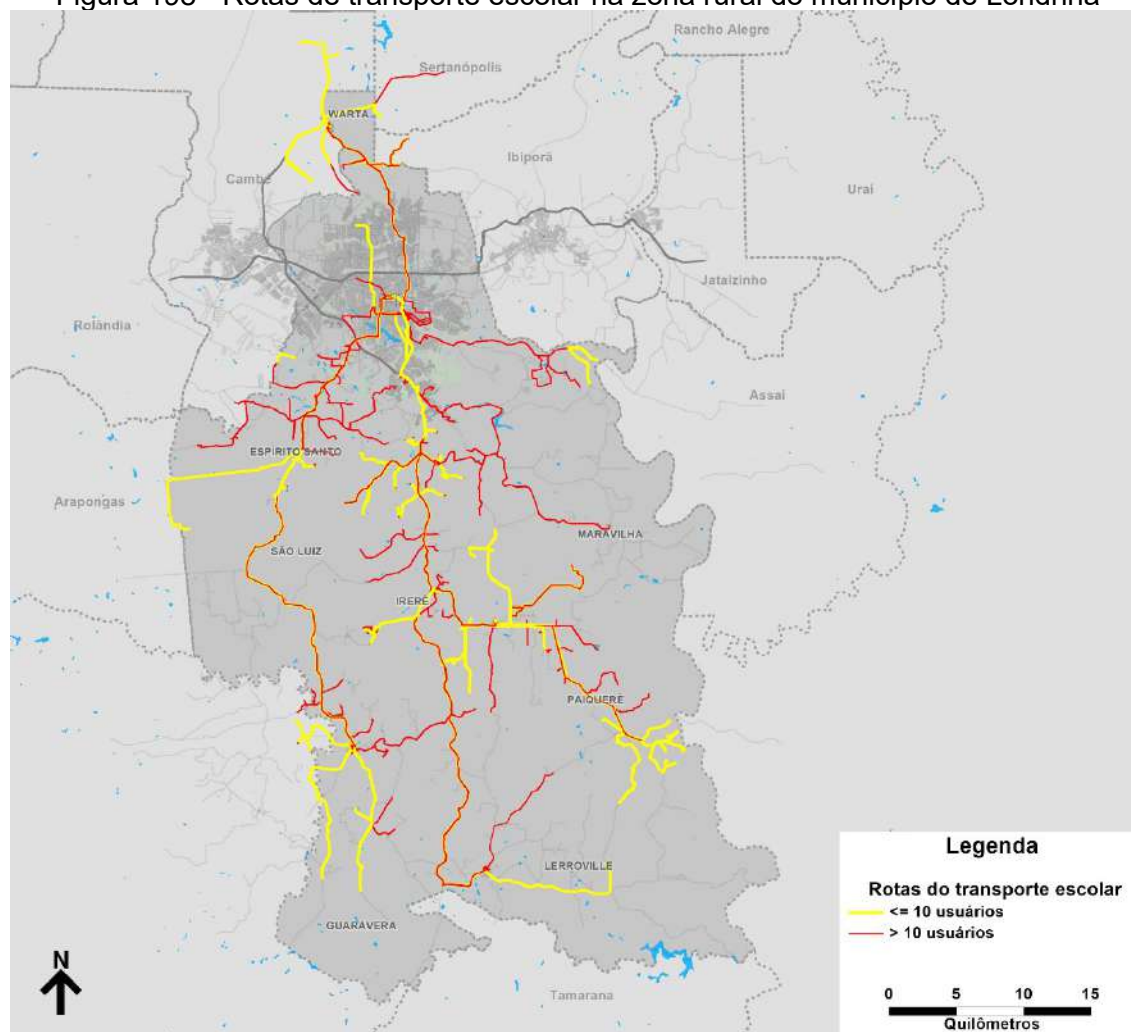 Figura 193 - Rotas de transporte escolar na zona rural do município de Londrina
Rancho Alegre
Sertanópolis
WARTA
Ibiporã
Cambé
Uraí
Jataizinho
Rolândia
Assaí
ESPÍRITO SANTO
Arapongas
MARAVILHA
SÃO LUIZ
IRERÊ
PAIQUERÊ
LERROVILLE
GUARAVERA
Tamarana
N
Legenda
Rotas do transporte escolar
<= 10 usuários
> 10 usuários
0 5 10 15
Quilômetros